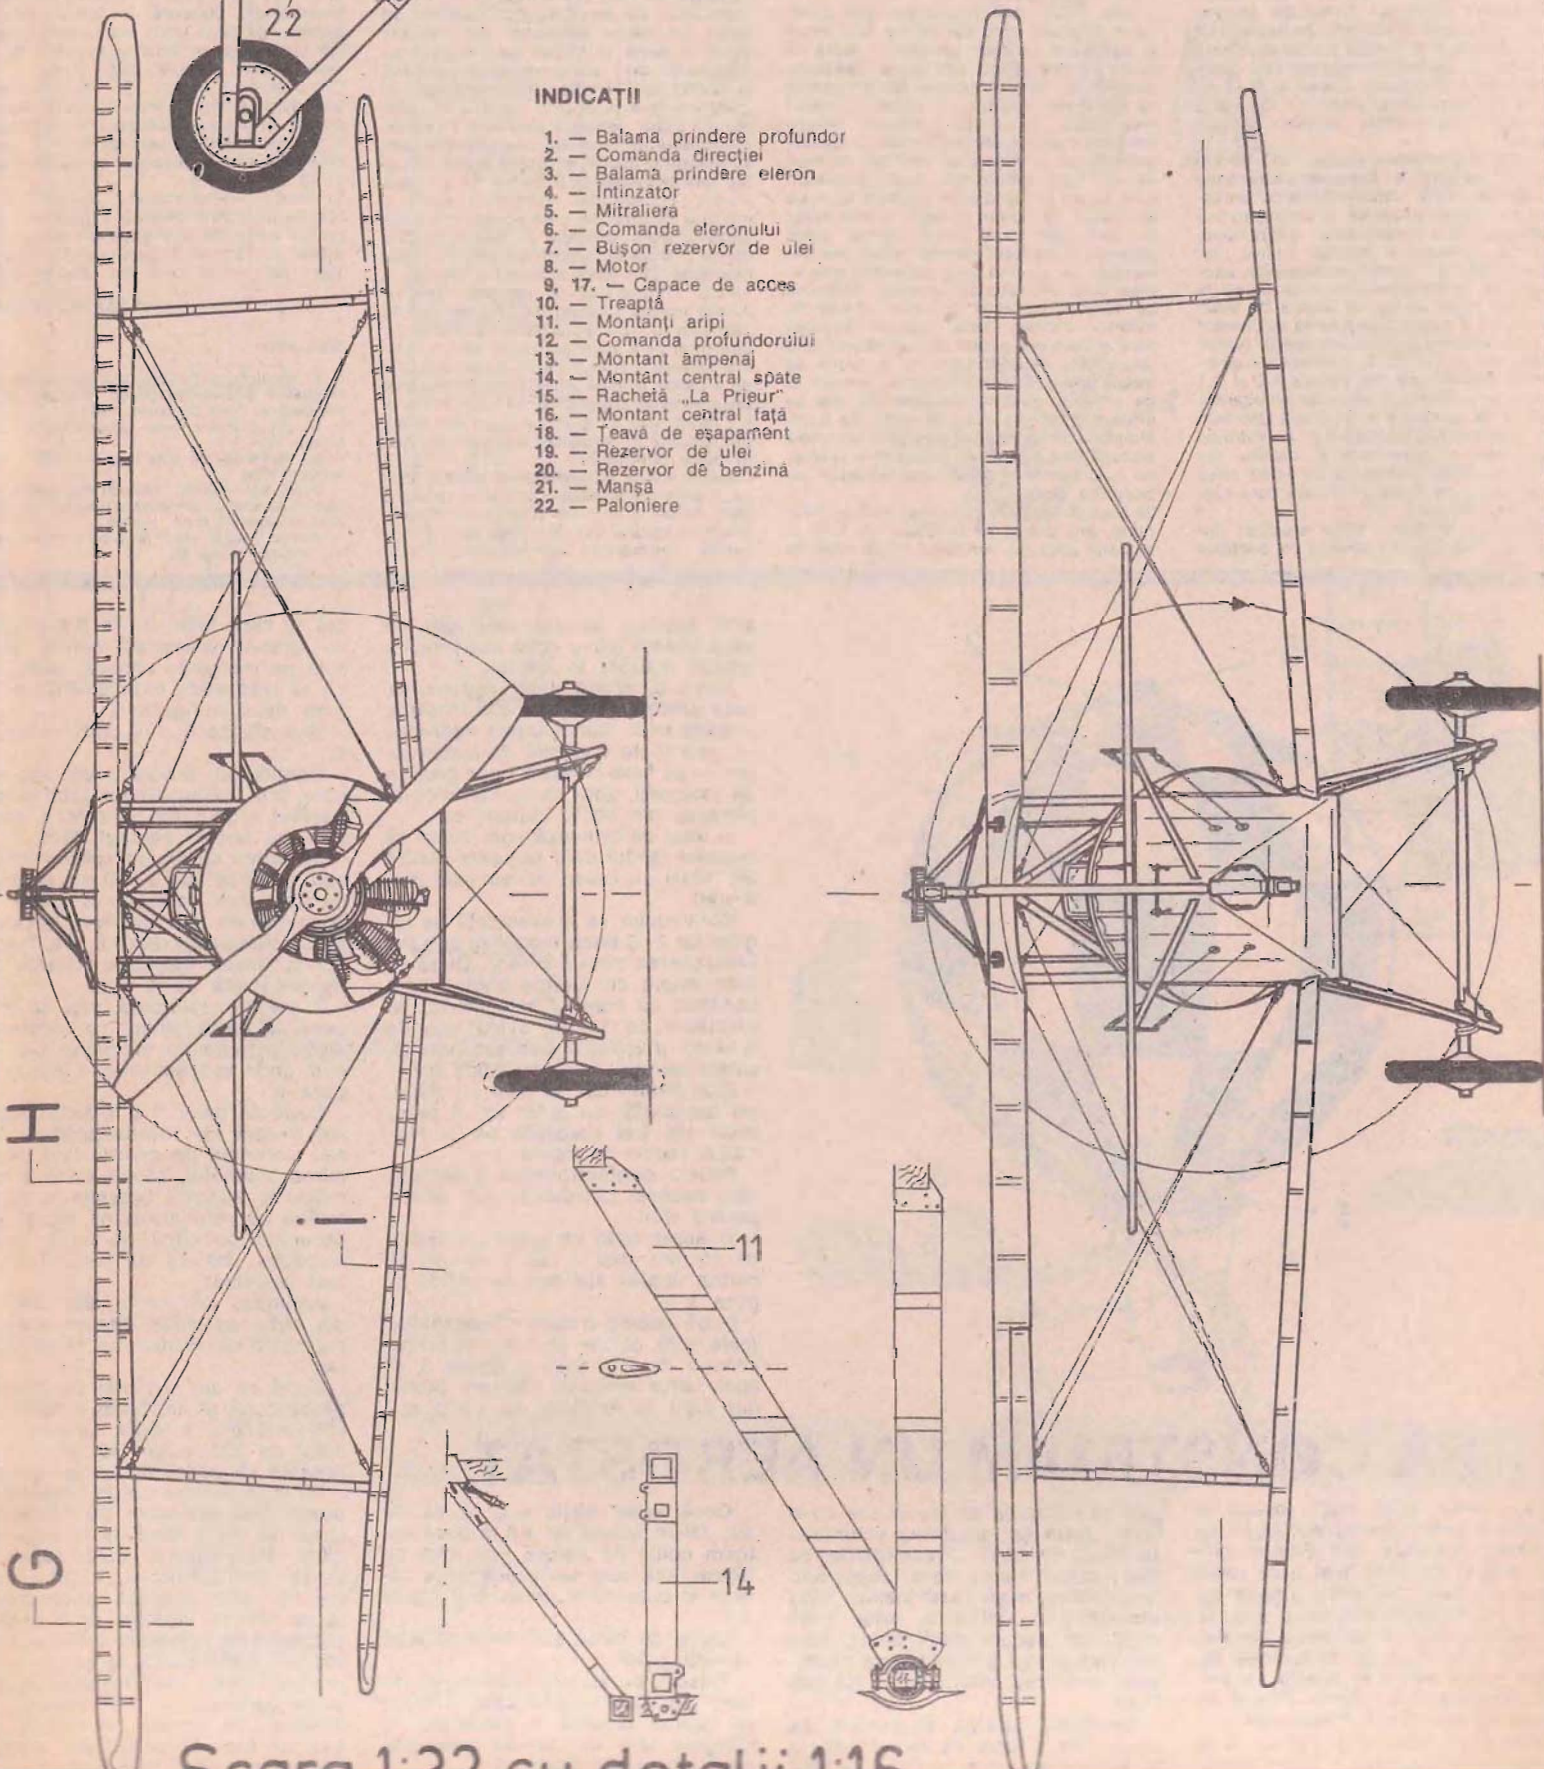 22
INDICAȚII
1. — Balama prindere profundor
2. — Comanda direcției
3. — Balama prindere eleron
4. — Întinzator
5. — Mitralieră
6. — Comanda eleronului
7. — Bușon rezervor de ulei
8. — Motor
9, 17. — Capace de acces
10. — Treaptă
11. — Montanți aripi
12. — Comanda profundorului
13. — Montant ampenaj
14. — Montant central spate
15. — Rachetă „La Prieur"
16. — Montant central față
18. — Țeavă de eșapament
19. — Rezervor de ulei
20. — Rezervor de benzină
21. — Manșa
22. — Paloniere
H
i
11
14
G
Scara 1:22 cu detalii 1:16